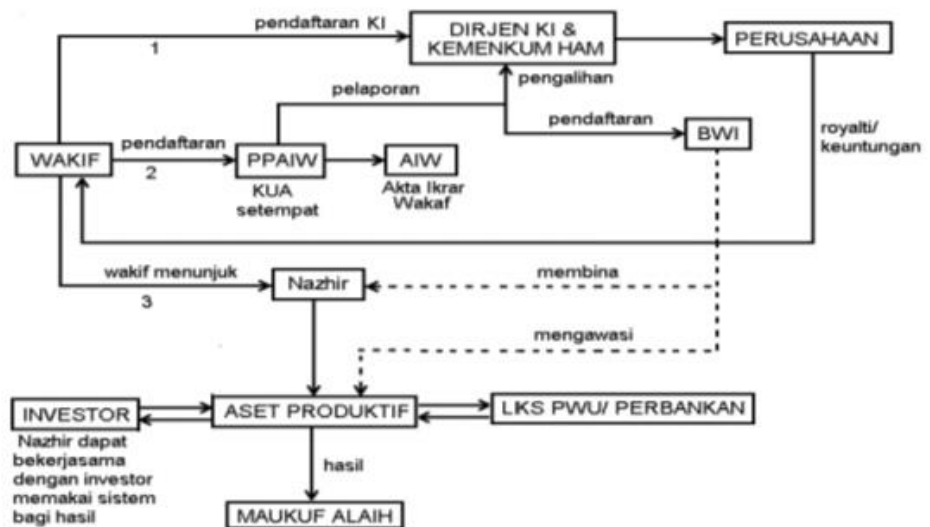 pendaftaran KI
1
DIRJEN KI &
KEMENKUM HAM
PERUSAHAAN
pengalihan
pelaporan
pendaftaran
BWI
royalti/
keuntungan
WAKIF
pendaftaran
2
PPAIW
KUA
setempat
AIW
Akta Ikrar
Wakaf
wakif menunjuk
3
Nazhir
membina
mengawasi
INVESTOR
Nazhir dapat
bekerjasama
dengan investor
memakai sistem
bagi hasil
ASET PRODUKTIF
LKS PWU/ PERBANKAN
hasil
MAUKUF ALAIH